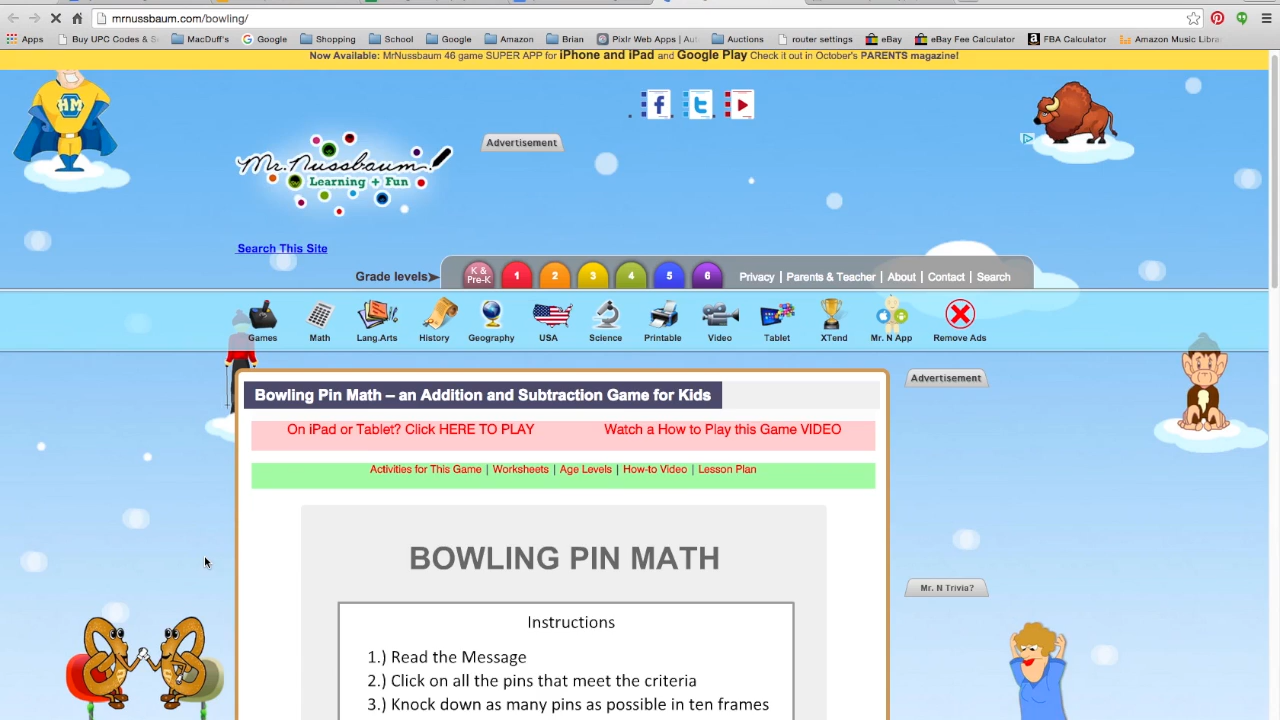 mrnussbaum.com/bowling/
Apps Buy UPC Codes & S MacDuff's Google Shopping School Google Amazon Brian Pixlr Web Apps | Aut Auctions router settings eBay eBay Fee Calculator FBA Calculator Amazon Music Libra
Now Available: MrNussbaum 46 game SUPER APP for iPhone and iPad and Google Play Check it out in October's PARENTS magazine!
HM
Advertisement
Mr. Nussbaum.
Learning + Fun
Search This Site
Grade levels K & Pre-K 1 2 3 4 5 6 Privacy | Parents & Teacher | About | Contact | Search
Games Math Lang.Arts History Geography USA Science Printable Video Tablet XTend Mr. N App Remove Ads
Advertisement
Bowling Pin Math – an Addition and Subtraction Game for Kids
On iPad or Tablet? Click HERE TO PLAY Watch a How to Play this Game VIDEO
Activities for This Game | Worksheets | Age Levels | How-to Video | Lesson Plan
BOWLING PIN MATH
Mr. N Trivia?
Instructions
1.) Read the Message
2.) Click on all the pins that meet the criteria
3.) Knock down as many pins as possible in ten frames